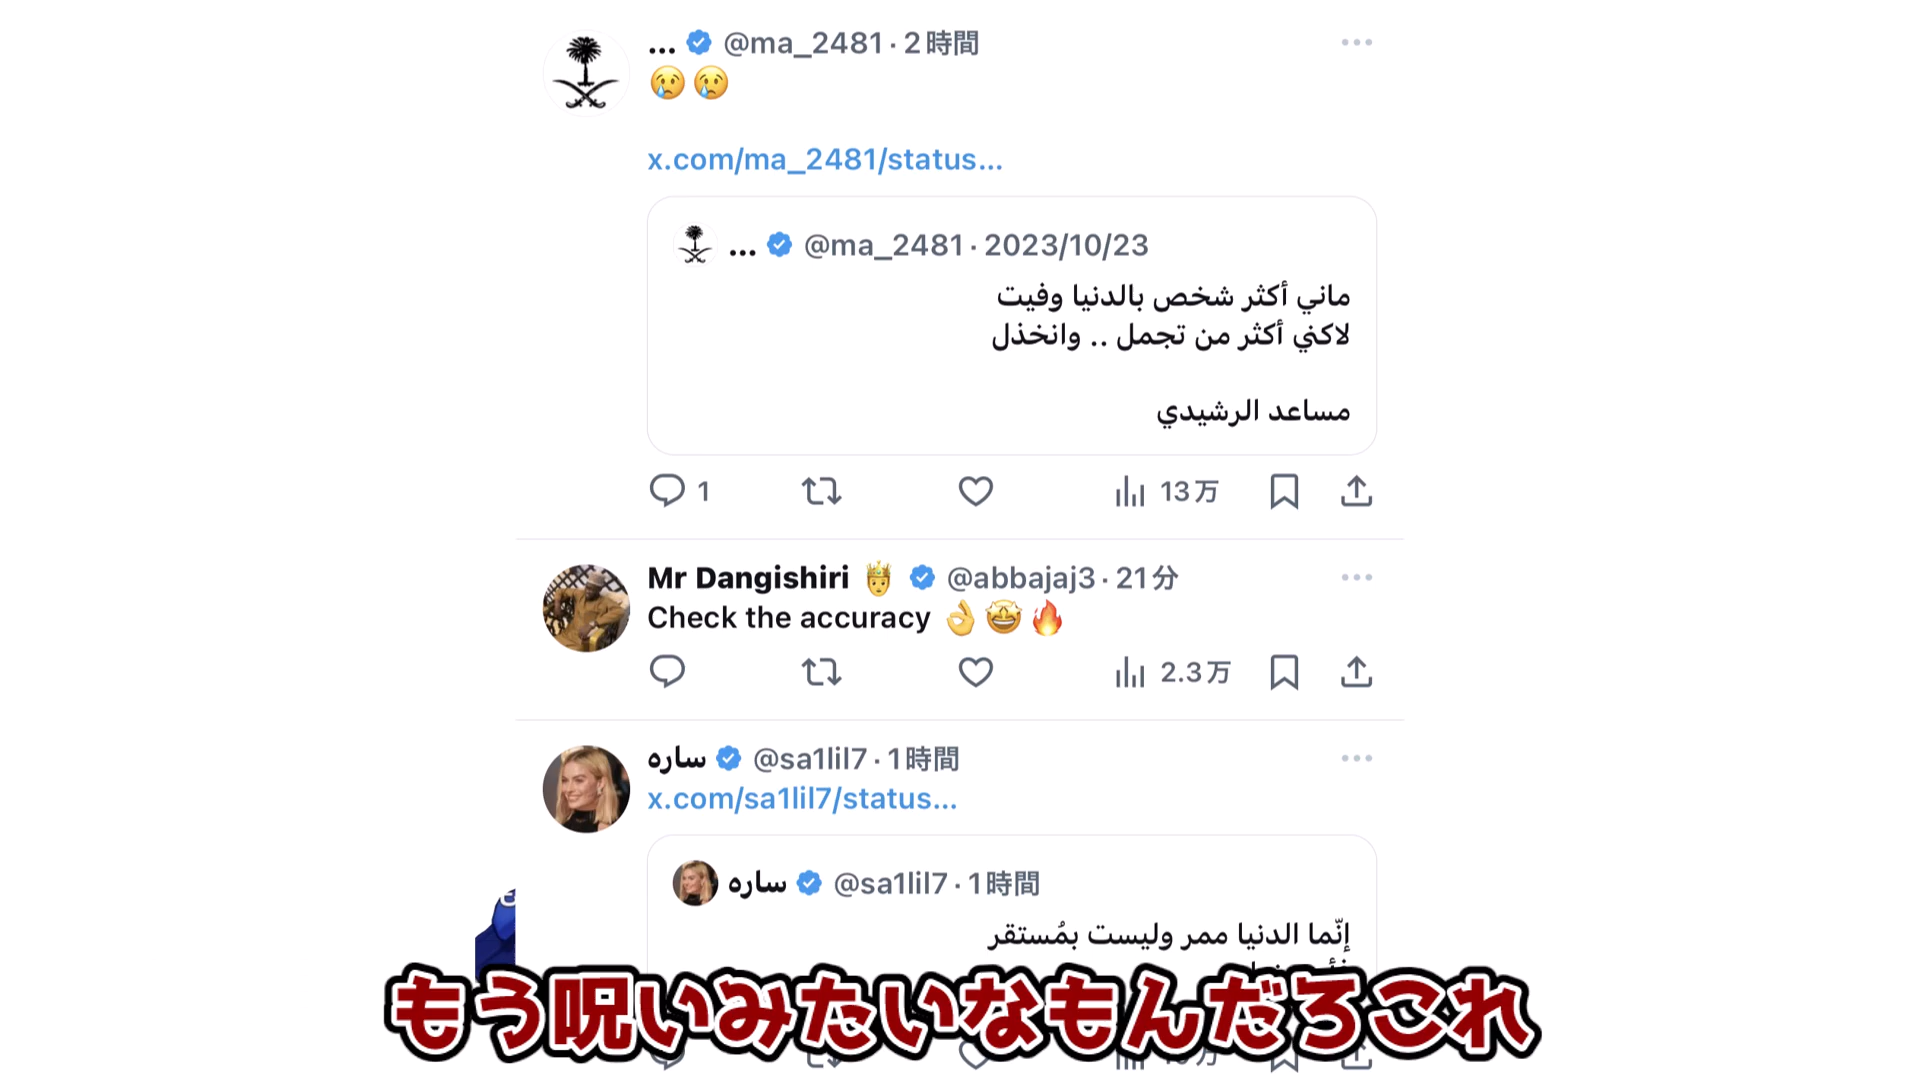 ... @ma_2481 · 2時間
😢😢
x.com/ma_2481/status...
... @ma_2481 · 2023/10/23
ماني أكثر شخص بالدنيا وفيت
لاكني أكثر من تجمل .. وانخذل
مساعد الرشيدي
1 13万
Mr Dangishiri 🤴 @abbajaj3 · 21分
Check the accuracy 👌🤩🔥
2.3万
ساره @sa1lil7 · 1時間
x.com/sa1lil7/status...
ساره @sa1lil7 · 1時間
إنّما الدنيا ممر وليست بمُستقر
もう呪いみたいなもんだろこれ